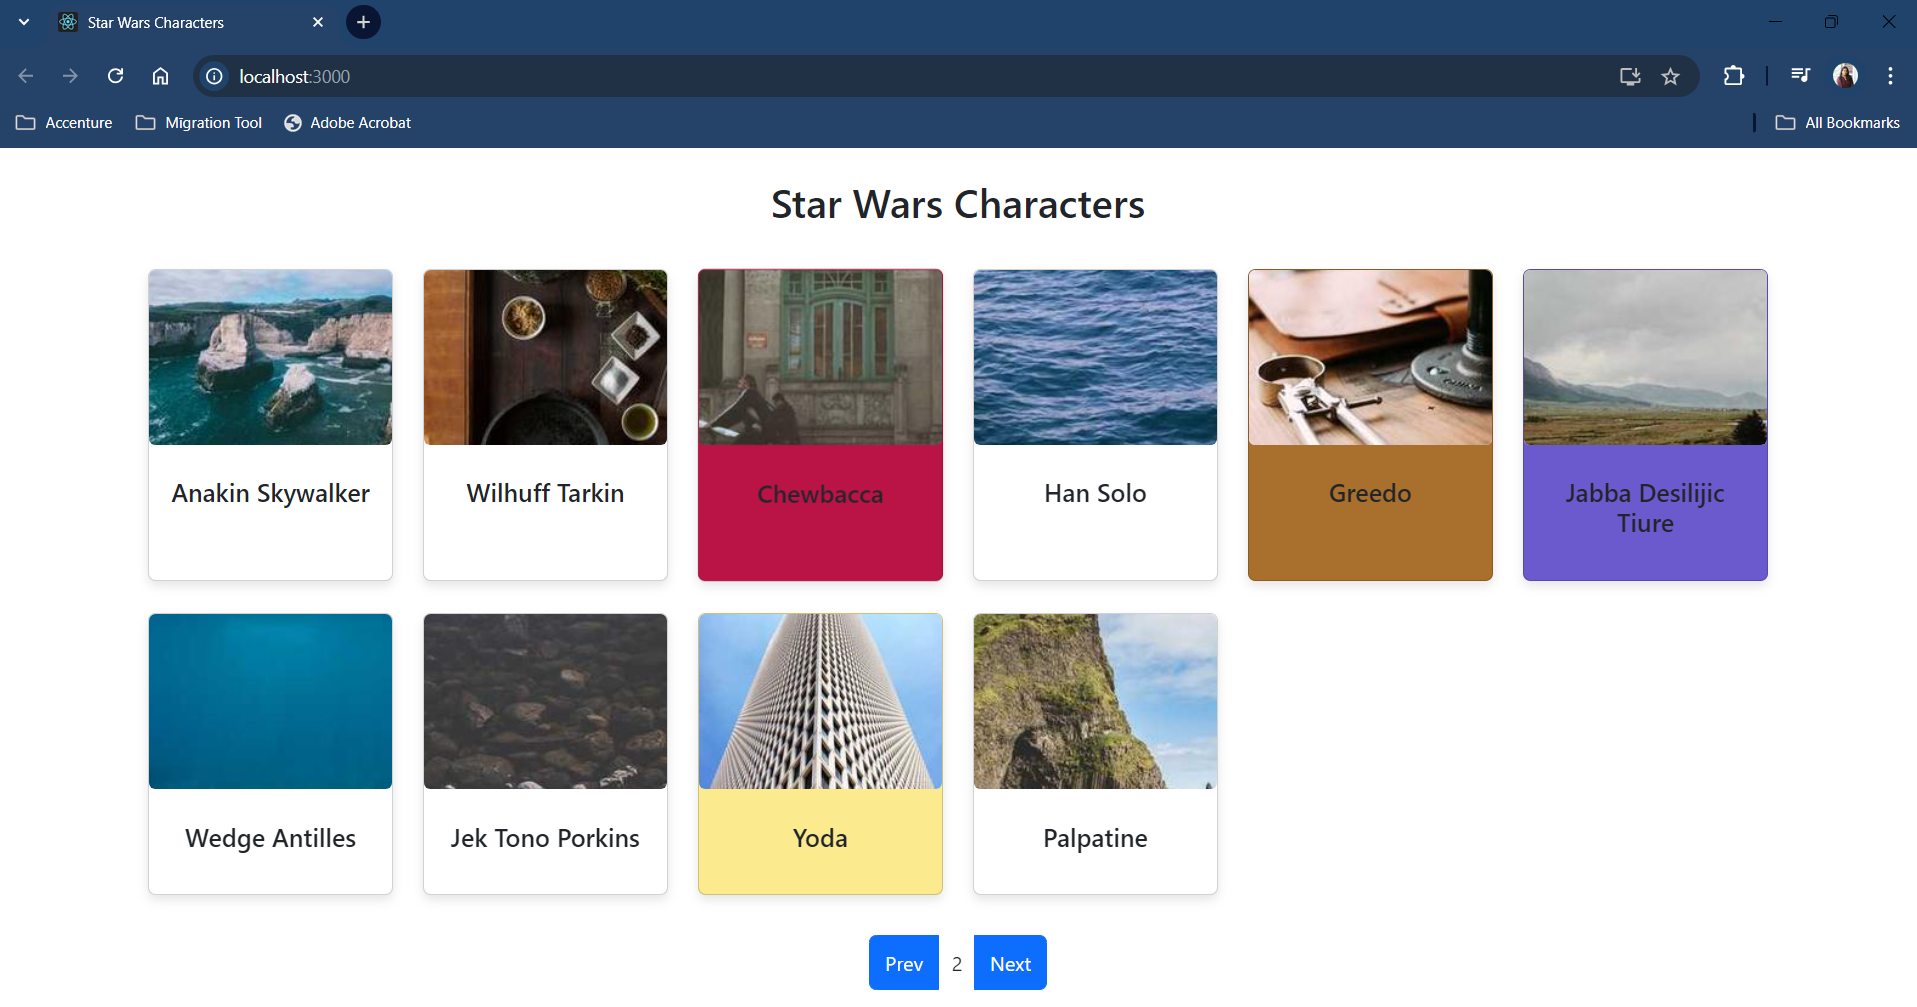 Star Wars Characters
localhost:3000
Accenture
Migration Tool
Adobe Acrobat
All Bookmarks
Star Wars Characters
Anakin Skywalker
Wilhuff Tarkin
Chewbacca
Han Solo
Greedo
Jabba Desilijic
Tiure
Wedge Antilles
Jek Tono Porkins
Yoda
Palpatine
Prev
2
Next